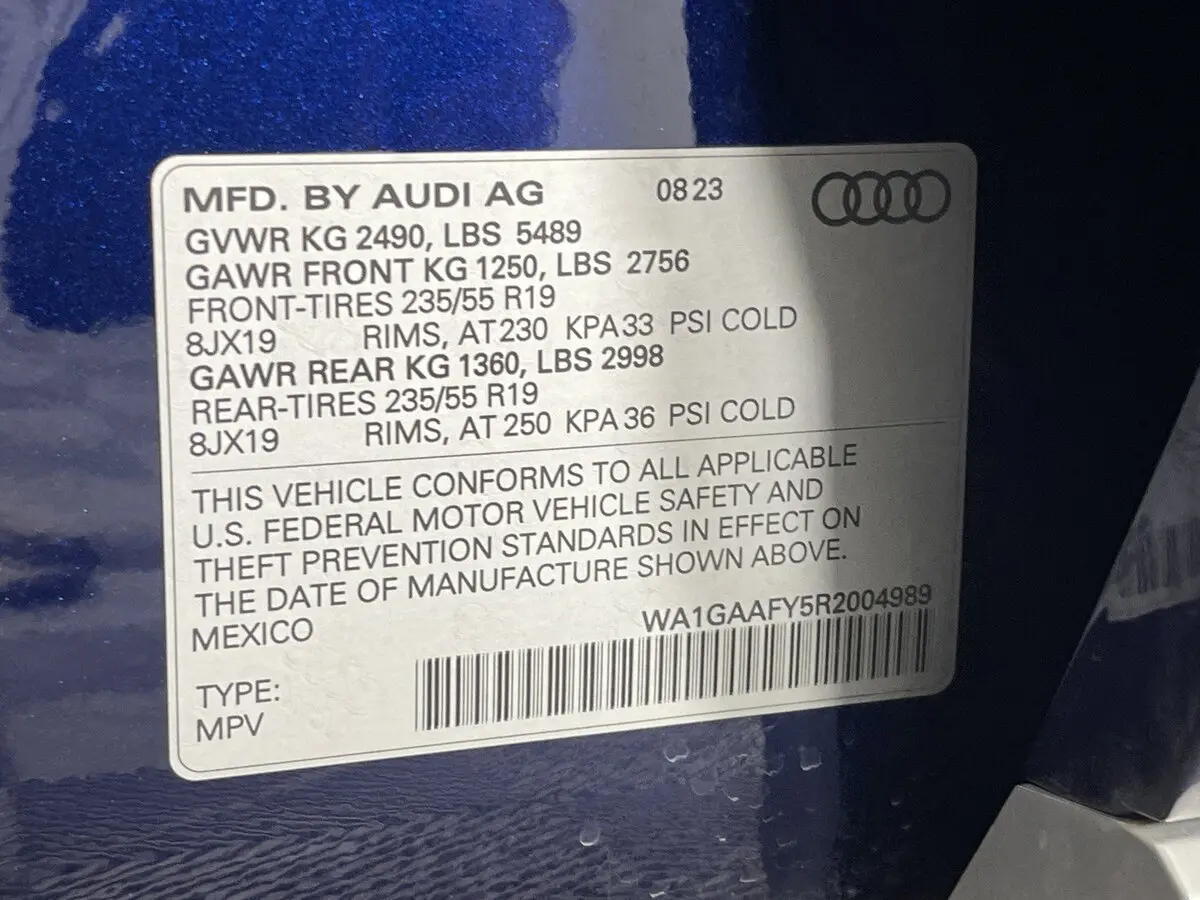 MFD. BY AUDI AG 08 23
GVWR KG 2490, LBS 5489
GAWR FRONT KG 1250, LBS 2756
FRONT-TIRES 235/55 R19
8JX19 RIMS, AT 230 KPA 33 PSI COLD
GAWR REAR KG 1360, LBS 2998
REAR-TIRES 235/55 R19
8JX19 RIMS, AT 250 KPA 36 PSI COLD
THIS VEHICLE CONFORMS TO ALL APPLICABLE
U.S. FEDERAL MOTOR VEHICLE SAFETY AND
THEFT PREVENTION STANDARDS IN EFFECT ON
THE DATE OF MANUFACTURE SHOWN ABOVE.
MEXICO WA1GAAFY5R2004989
TYPE:
MPV